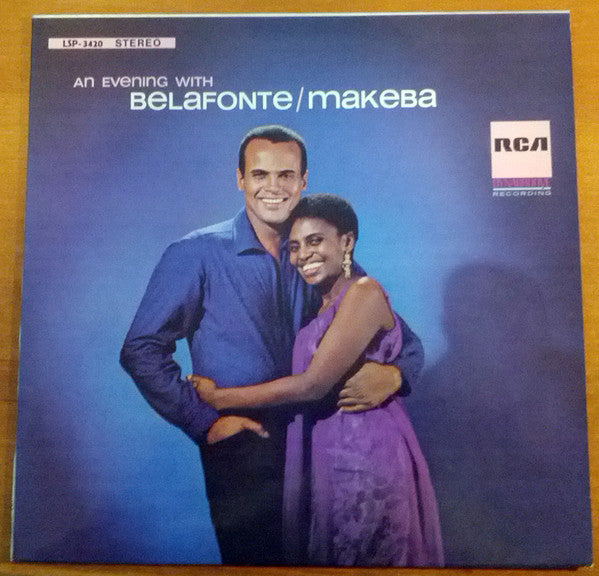 LSP-3420 STEREO
AN EVENING WITH
BELAFONTE/MAKEBA
RCA
RECORDING